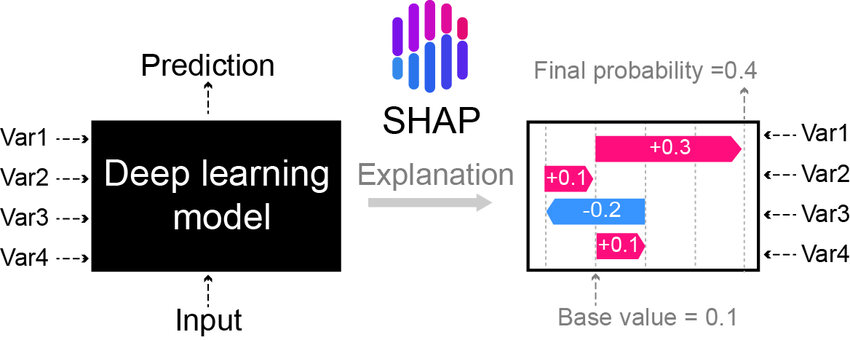 Prediction
Var1
Var2
Var3
Var4
Deep learning
model
Input
SHAP
Explanation
Final probability =0.4
+0.3
+0.1
-0.2
+0.1
Var1
Var2
Var3
Var4
Base value = 0.1